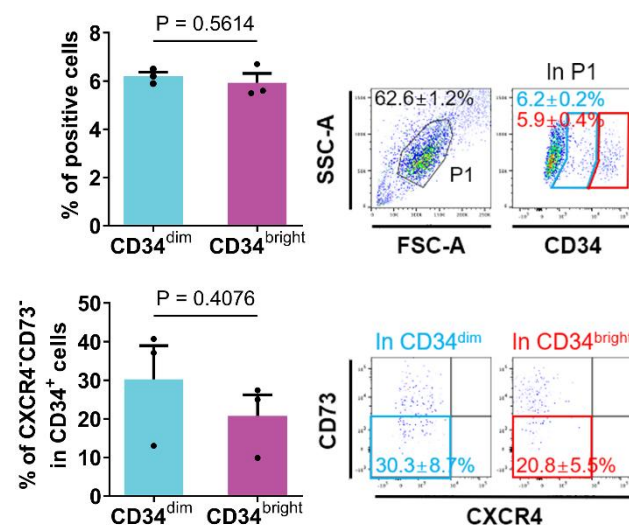 P = 0.5614
% of positive cells
8
6
4
2
0
CD34dim
CD34bright
62.6±1.2%
P1
SSC-A
FSC-A
In P1
6.2±0.2%
5.9±0.4%
CD34
P = 0.4076
% of CXCR4-CD73-
in CD34+ cells
50
40
30
20
10
0
CD34dim
CD34bright
In CD34dim
In CD34bright
CD73
30.3±8.7%
20.8±5.5%
CXCR4